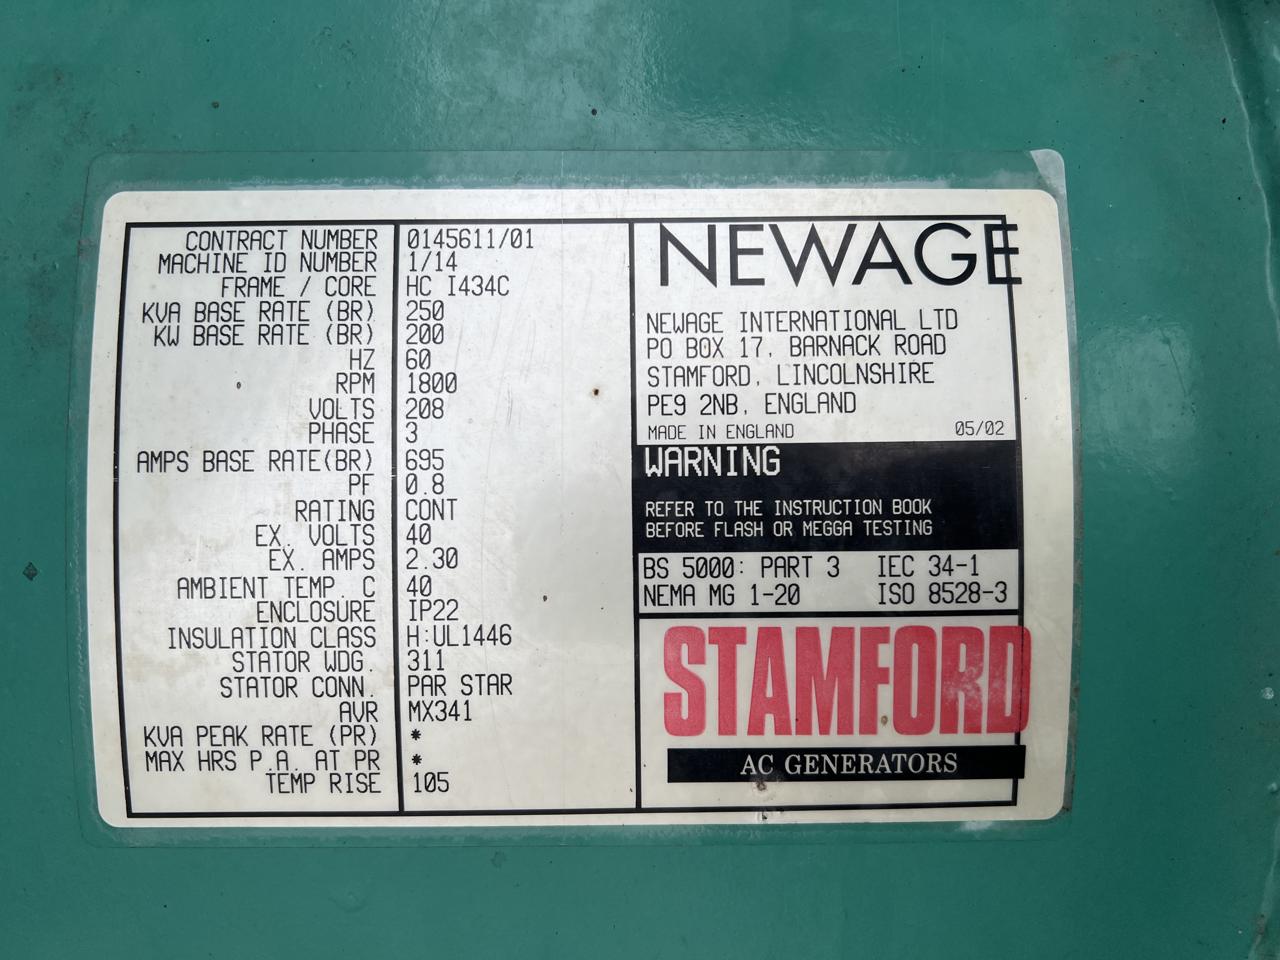 CONTRACT NUMBER 0145611/01
MACHINE ID NUMBER 1/14
FRAME / CORE HC I434C
KVA BASE RATE (BR) 250
KW BASE RATE (BR) 200
HZ 60
RPM 1800
VOLTS 208
PHASE 3
AMPS BASE RATE(BR) 695
PF 0.8
RATING CONT
EX. VOLTS 40
EX. AMPS 2.30
AMBIENT TEMP. C 40
ENCLOSURE IP22
INSULATION CLASS H:UL1446
STATOR WDG. 311
STATOR CONN. PAR STAR
AVR MX341
KVA PEAK RATE (PR) *
MAX HRS P.A. AT PR *
TEMP RISE 105
NEWAGE
NEWAGE INTERNATIONAL LTD
PO BOX 17, BARNACK ROAD
STAMFORD, LINCOLNSHIRE
PE9 2NB, ENGLAND
MADE IN ENGLAND 05/02
WARNING
REFER TO THE INSTRUCTION BOOK
BEFORE FLASH OR MEGGA TESTING
BS 5000: PART 3 IEC 34-1
NEMA MG 1-20 ISO 8528-3
STAMFORD
AC GENERATORS